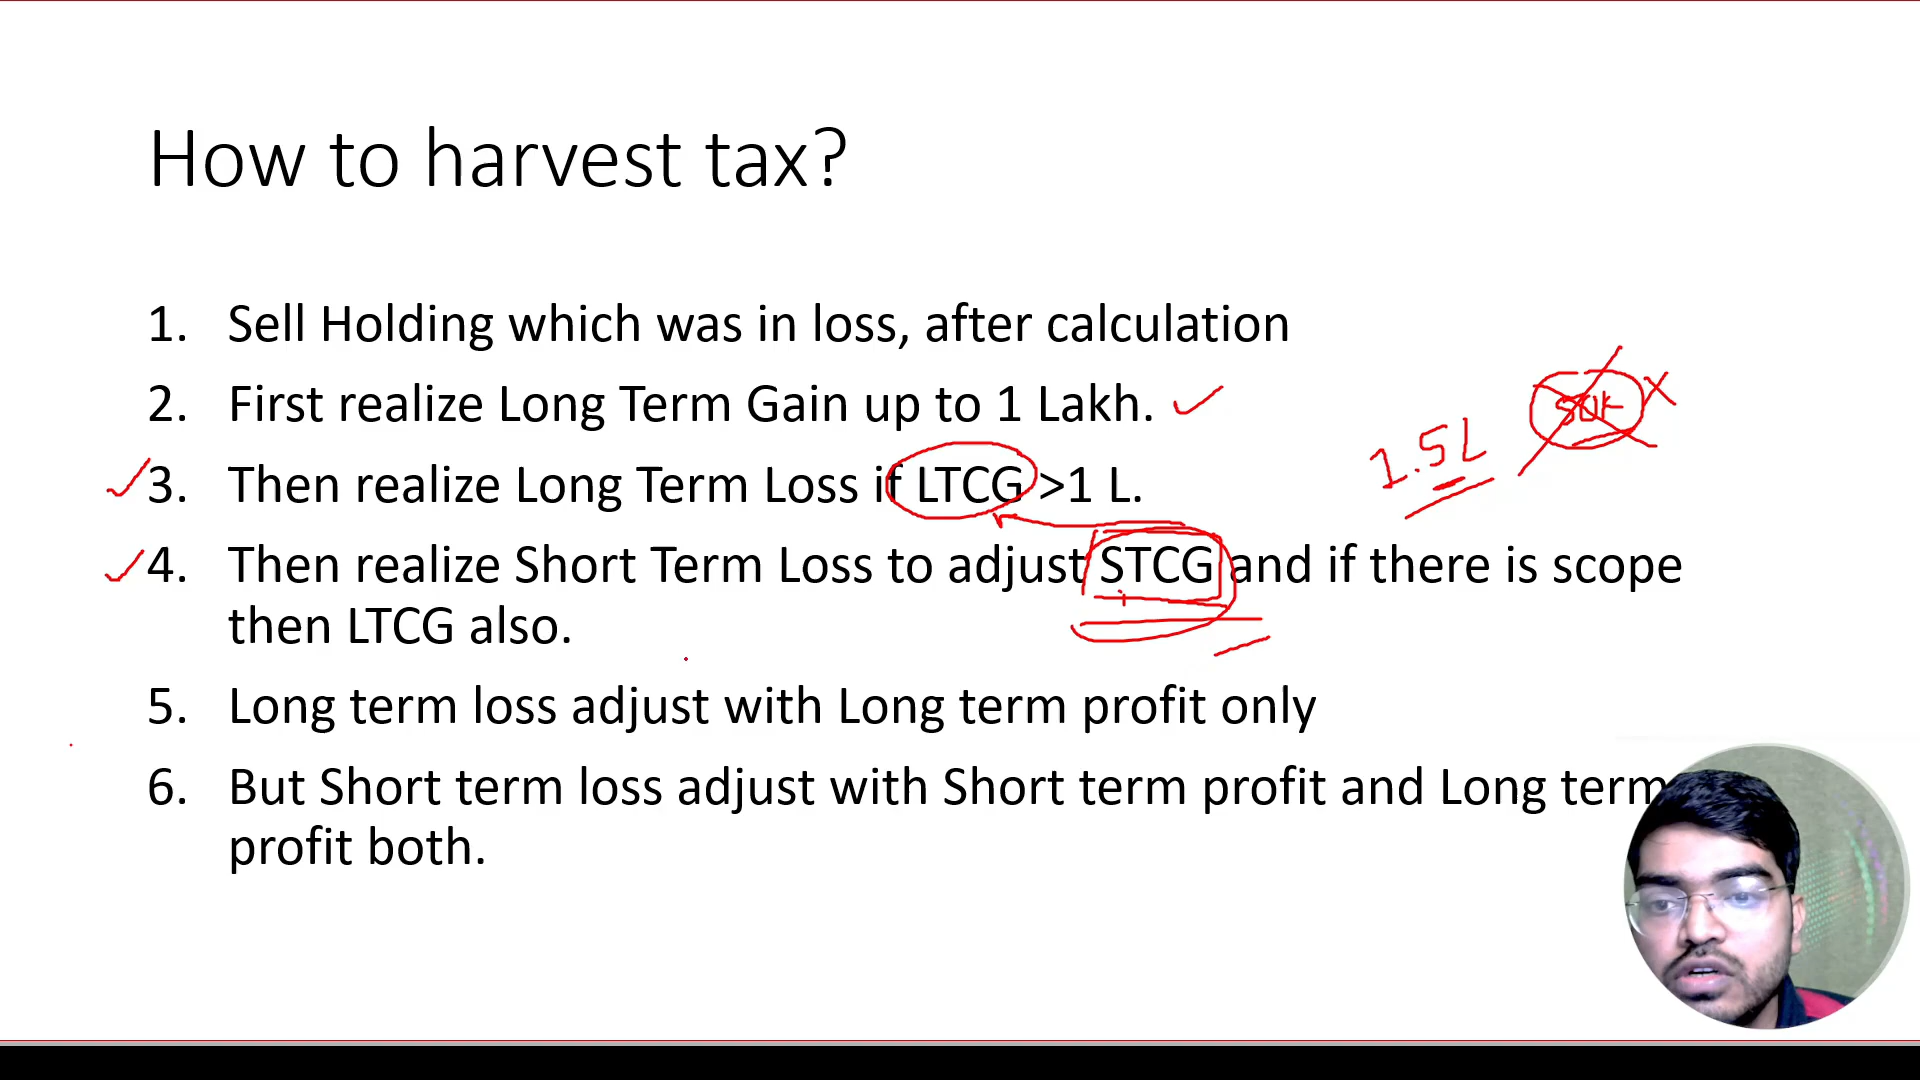 How to harvest tax?
1. Sell Holding which was in loss, after calculation
2. First realize Long Term Gain up to 1 Lakh.
50K X
1.5L
3. Then realize Long Term Loss if LTCG >1 L.
4. Then realize Short Term Loss to adjust STCG and if there is scope
then LTCG also.
5. Long term loss adjust with Long term profit only
6. But Short term loss adjust with Short term profit and Long term
profit both.